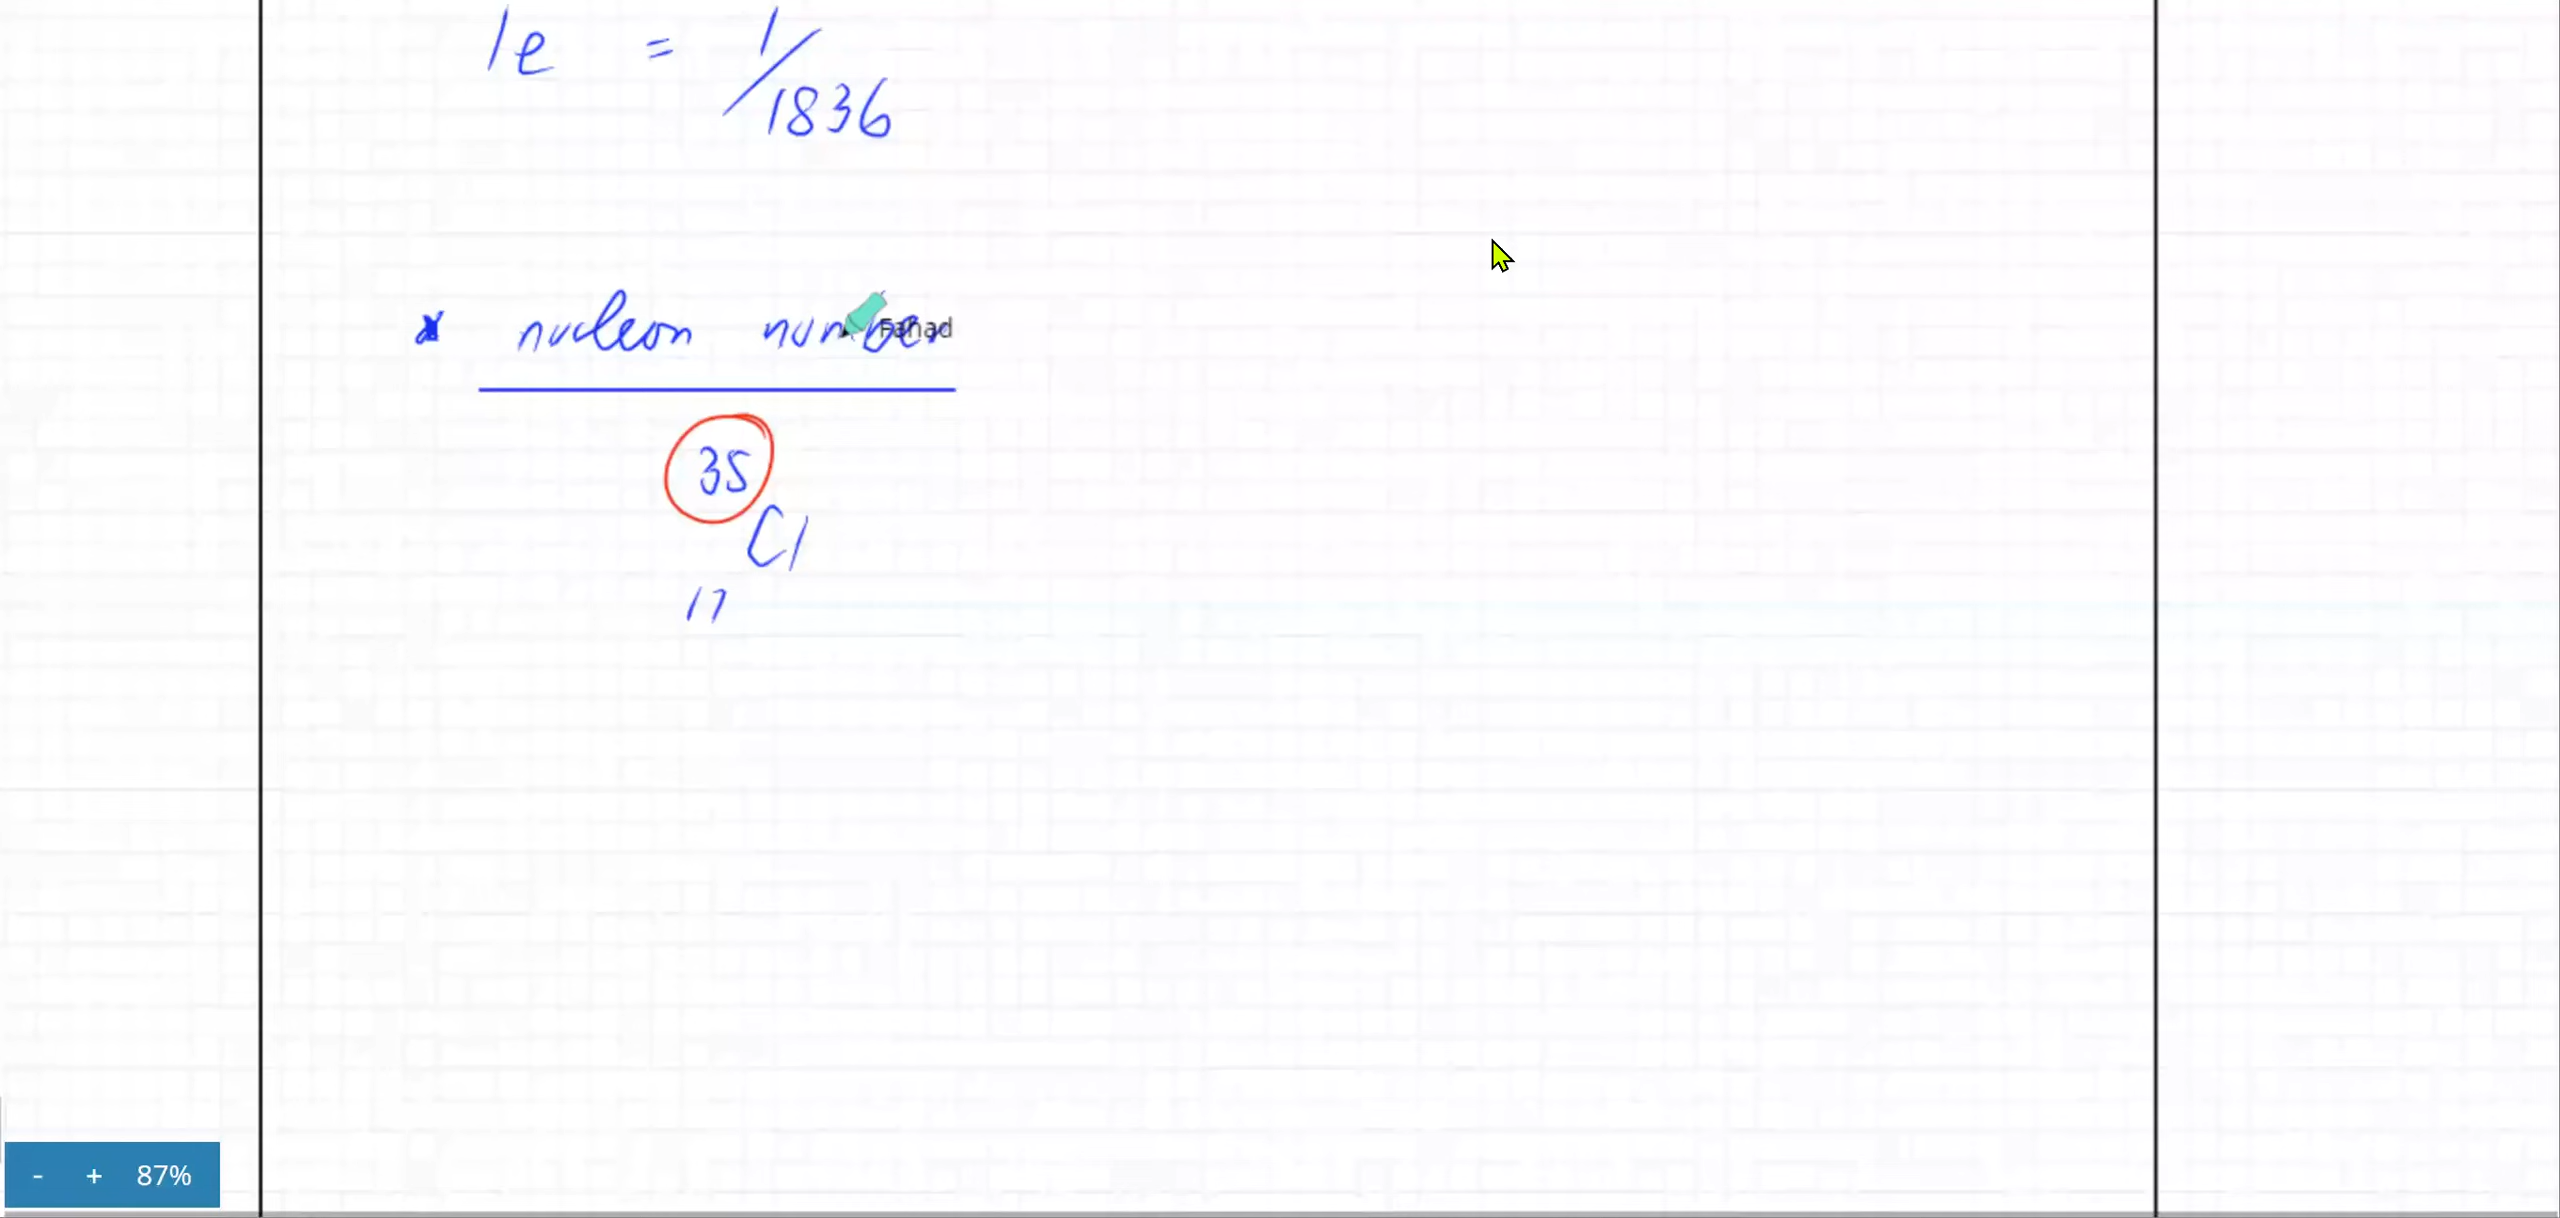 1e = 1/1836
* nucleon number
Fahad
35
Cl
17
- + 87%